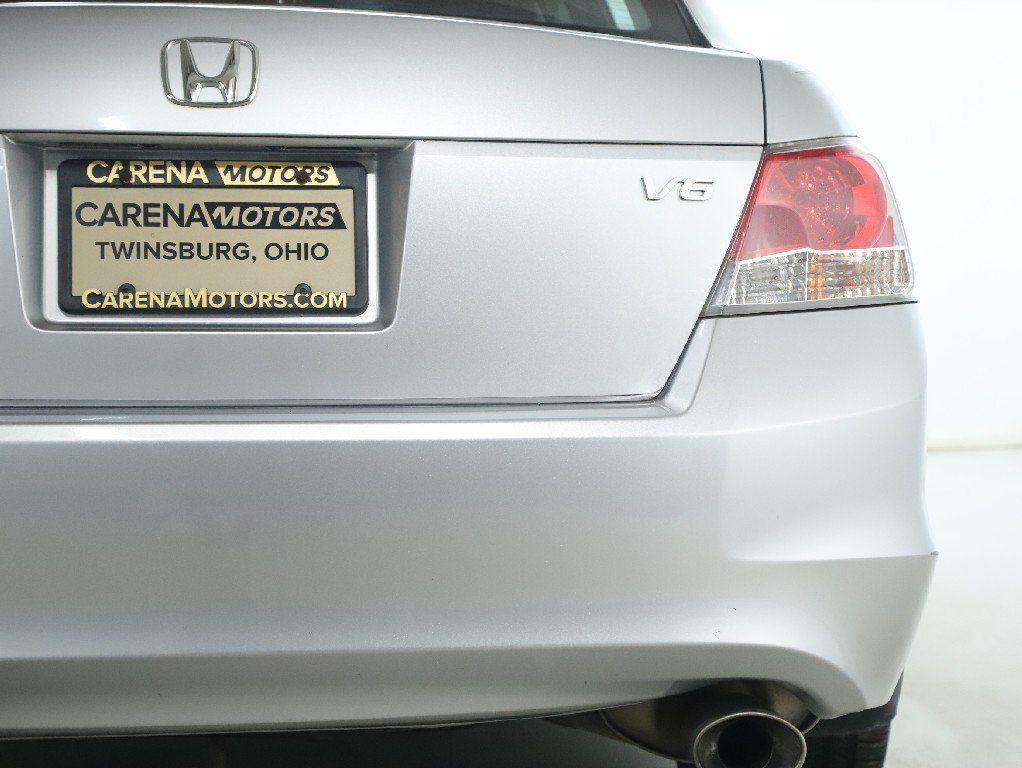 CARENA MOTORS
CARENA MOTORS
TWINSBURG, OHIO
CARENAMOTORS.COM
V6